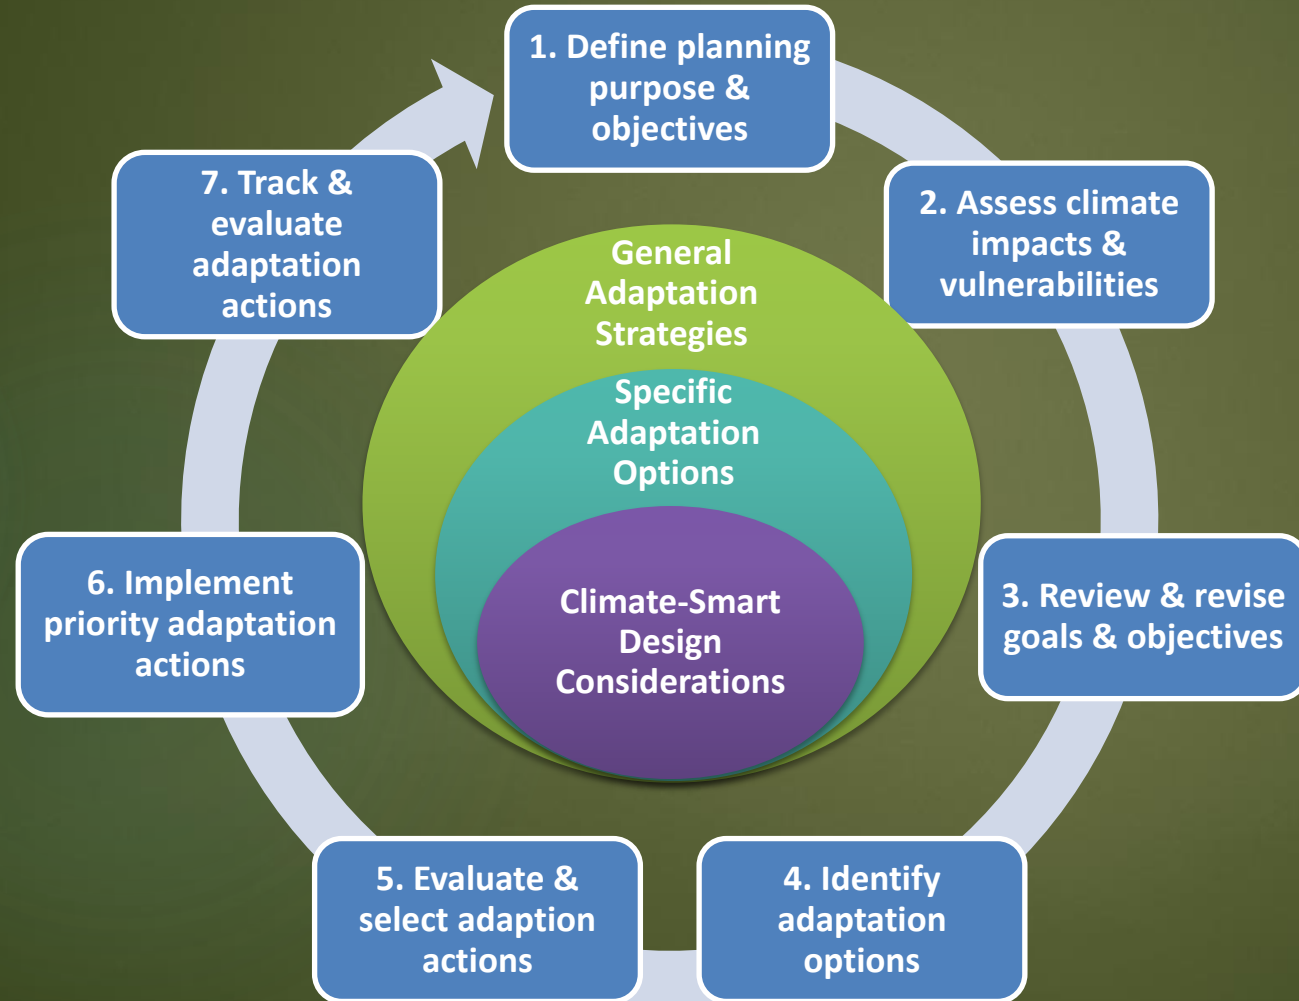 1. Define planning
purpose &
objectives
2. Assess climate
impacts &
vulnerabilities
3. Review & revise
goals & objectives
4. Identify
adaptation
options
5. Evaluate &
select adaption
actions
6. Implement
priority adaptation
actions
7. Track &
evaluate
adaptation
actions
General
Adaptation
Strategies
Specific
Adaptation
Options
Climate-Smart
Design
Considerations